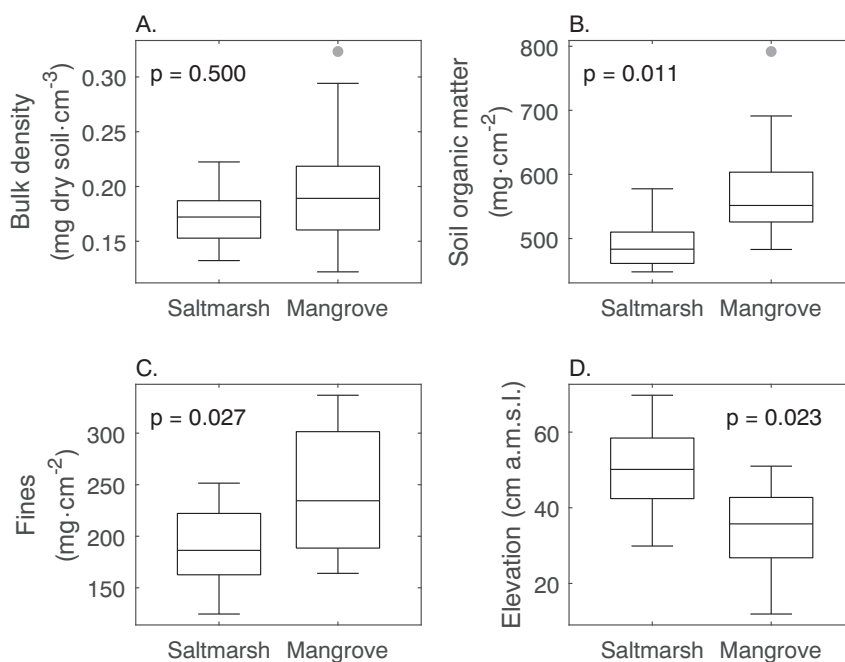 A.
Bulk density
(mg dry soil·cm-3)
0.30
0.25
0.20
0.15
p = 0.500
Saltmarsh Mangrove
B.
Soil organic matter
(mg·cm-2)
800
700
600
500
p = 0.011
Saltmarsh Mangrove
C.
Fines
(mg·cm-2)
300
250
200
150
p = 0.027
Saltmarsh Mangrove
D.
Elevation (cm a.m.s.l.)
60
40
20
p = 0.023
Saltmarsh Mangrove